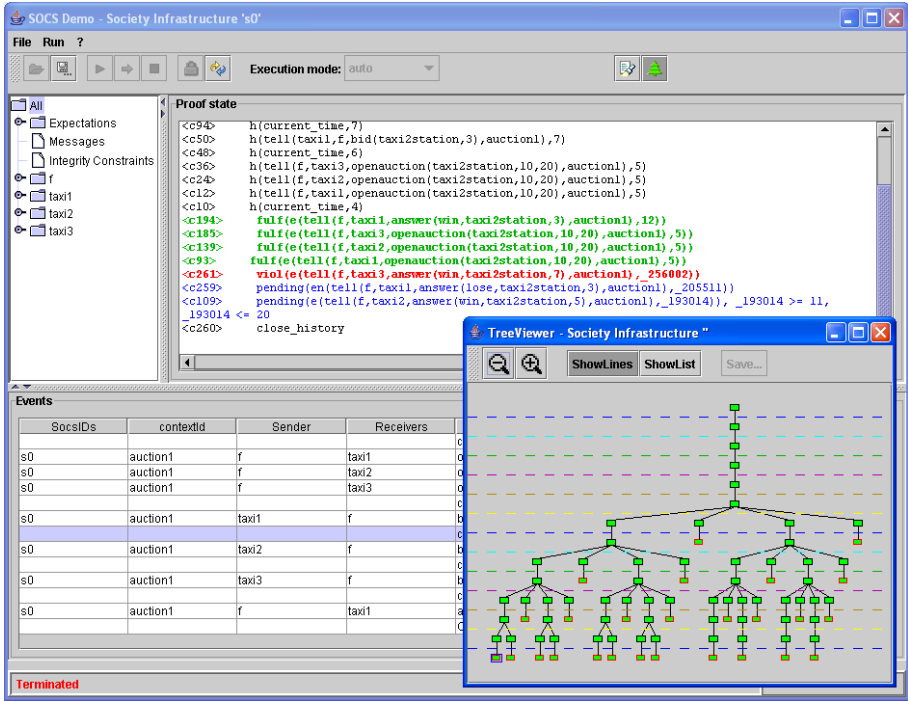 SOCS Demo - Society Infrastructure 's0'
File Run ?
Execution mode: auto
All
Expectations
Messages
Integrity Constraints
f
taxi1
taxi2
taxi3
Proof state
<c94> h(current_time,7)
<c50> h(tell(taxi1,f,bid(taxi2station,3),auction1),7)
<c48> h(current_time,6)
<c36> h(tell(f,taxi3,openauction(taxi2station,10,20),auction1),5)
<c24> h(tell(f,taxi2,openauction(taxi2station,10,20),auction1),5)
<c12> h(tell(f,taxi1,openauction(taxi2station,10,20),auction1),5)
<c10> h(current_time,4)
<c194> fulf(e(tell(f,taxi1,answer(win,taxi2station,3),auction1),12))
<c185> fulf(e(tell(f,taxi3,openauction(taxi2station,10,20),auction1),5))
<c139> fulf(e(tell(f,taxi2,openauction(taxi2station,10,20),auction1),5))
<c93> fulf(e(tell(f,taxi1,openauction(taxi2station,10,20),auction1),5))
<c261> viol(e(tell(f,taxi3,answer(win,taxi2station,7),auction1),_256002))
<c259> pending(en(tell(f,taxi1,answer(lose,taxi2station,3),auction1),_205511))
<c109> pending(e(tell(f,taxi2,answer(win,taxi2station,5),auction1),_193014)), _193014 >= 11,
_193014 <= 20
<c260> close_history
TreeViewer - Society Infrastructure ''
ShowLines ShowList Save...
Events
SocsIDs contextId Sender Receivers
c
s0 auction1 f taxi1 o
s0 auction1 f taxi2 o
s0 auction1 f taxi3 o
c
s0 auction1 taxi1 f b
c
s0 auction1 taxi2 f b
c
s0 auction1 taxi3 f b
c
s0 auction1 f taxi1 a
C
Terminated